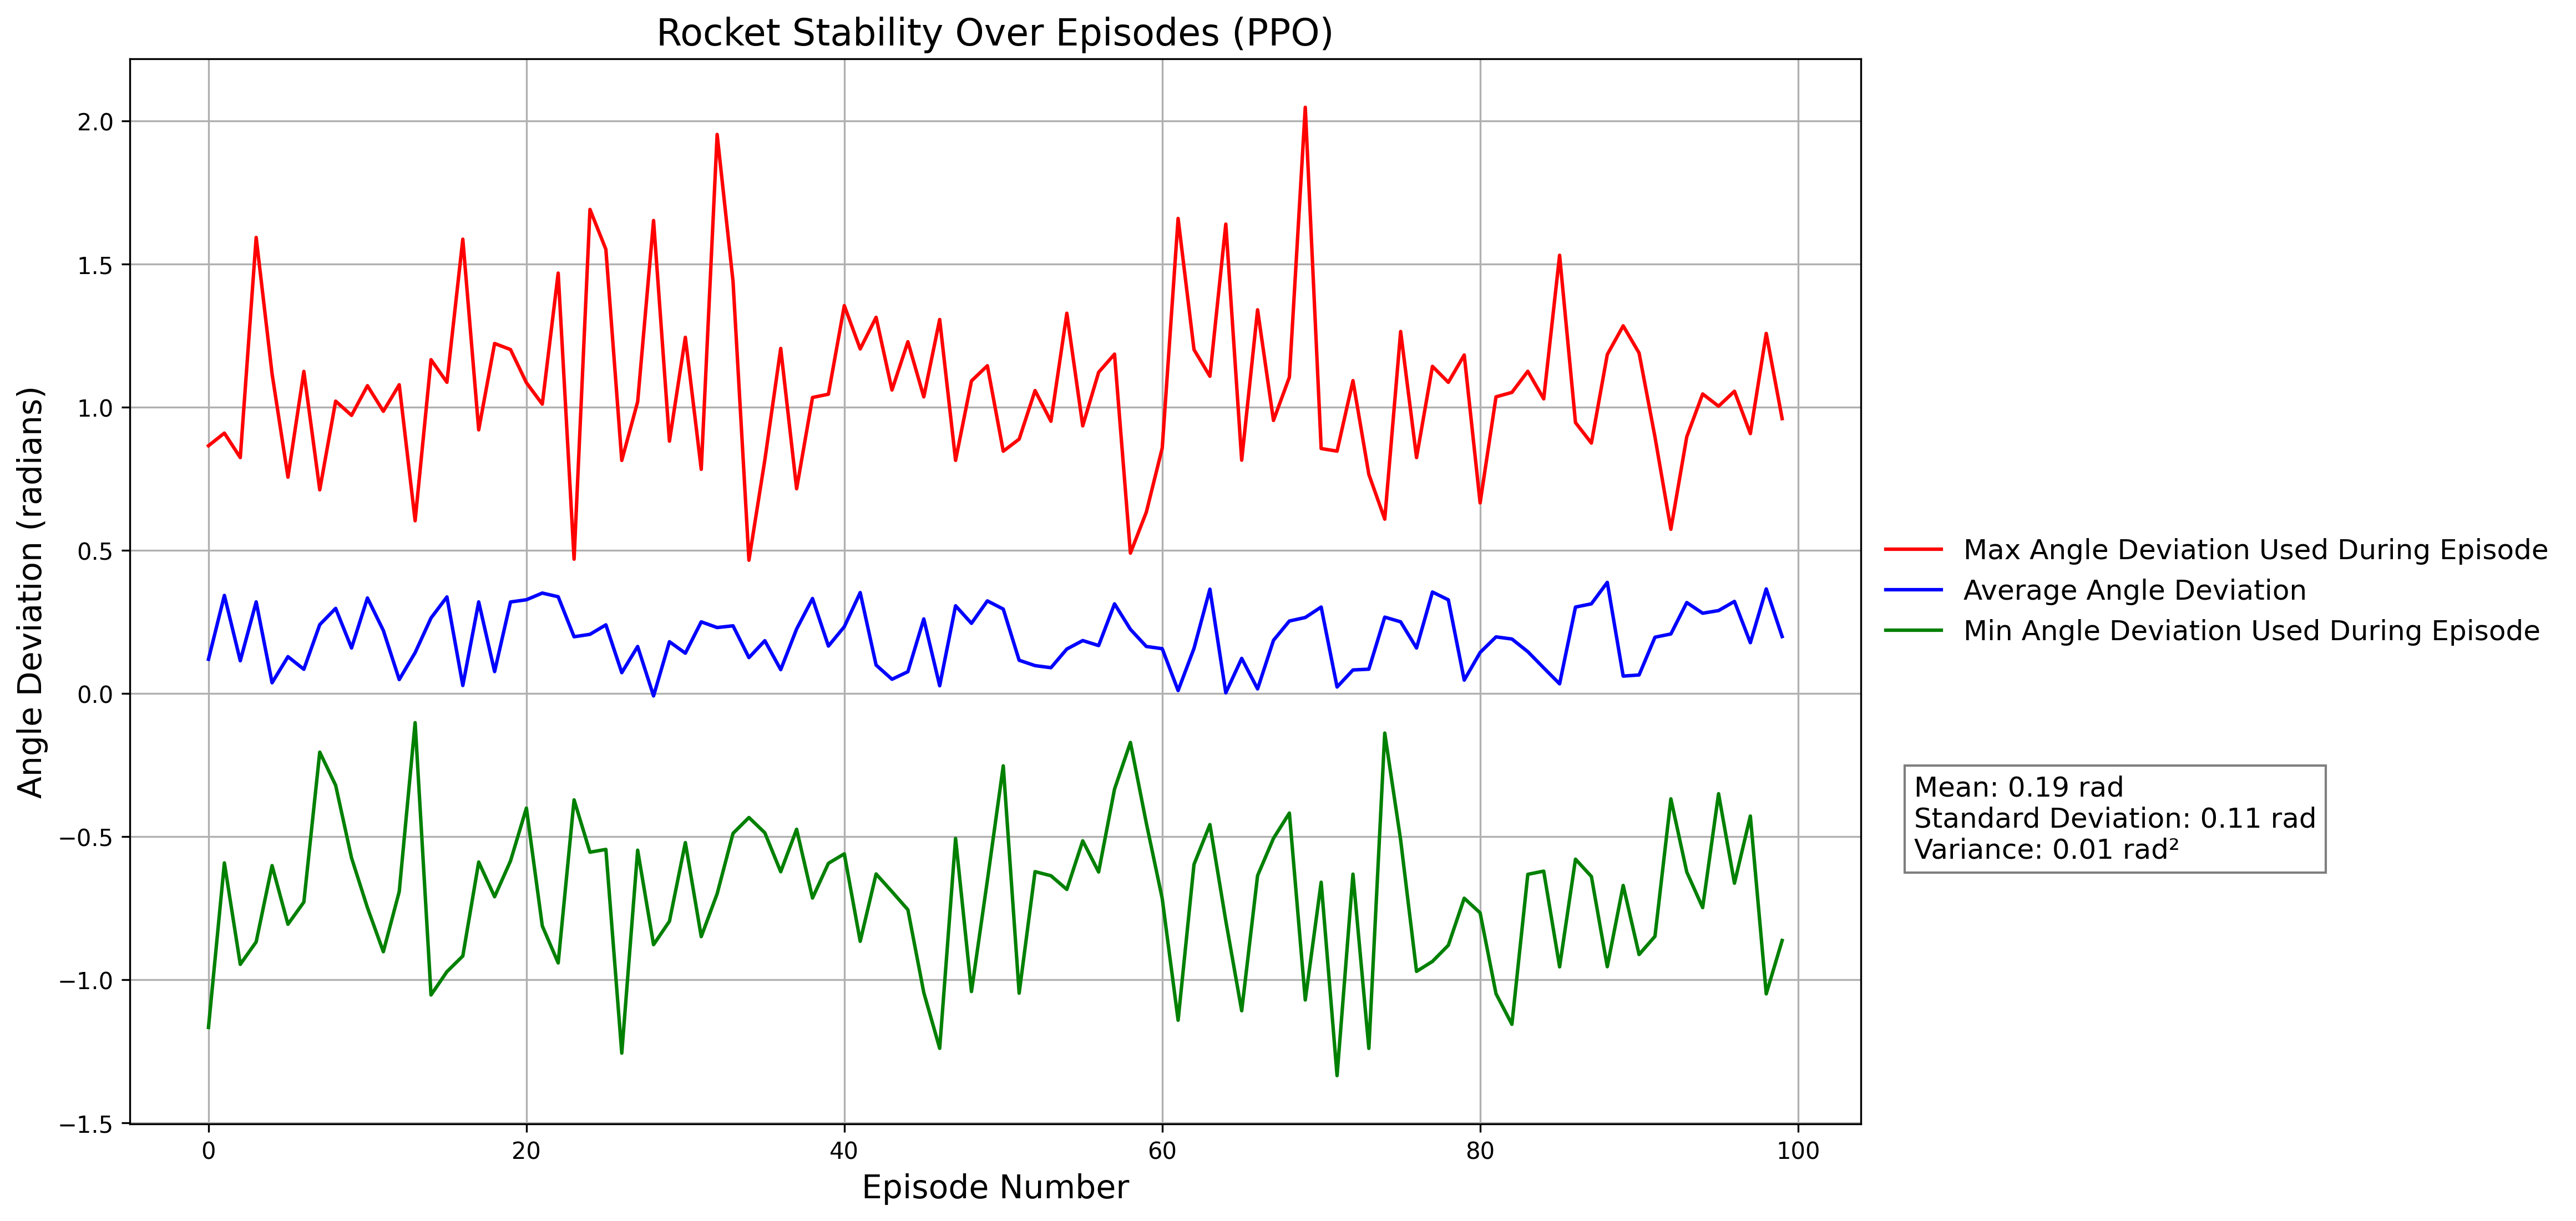 Rocket Stability Over Episodes (PPO)
Angle Deviation (radians)
2.0
1.5
1.0
0.5
0.0
−0.5
−1.0
−1.5
0
20
40
60
80
100
Episode Number
Max Angle Deviation Used During Episode
Average Angle Deviation
Min Angle Deviation Used During Episode
Mean: 0.19 rad
Standard Deviation: 0.11 rad
Variance: 0.01 rad²